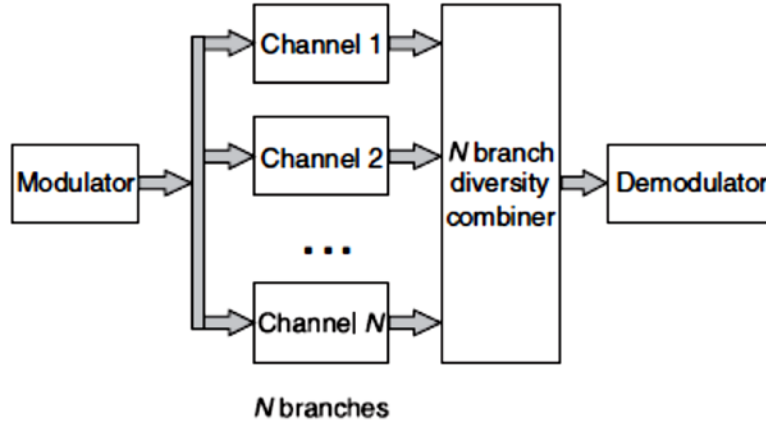 Modulator
Channel 1
Channel 2
...
Channel N
N branches
N branch
diversity
combiner
Demodulator